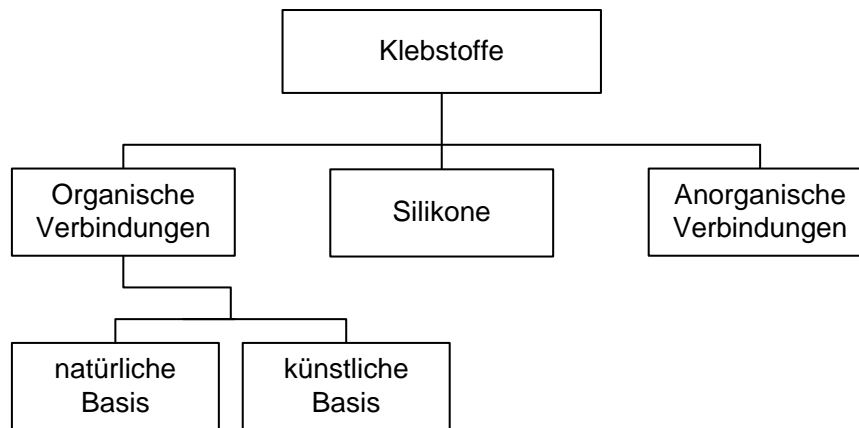 Klebstoffe
Organische
Verbindungen
Silikone
Anorganische
Verbindungen
natürliche
Basis
künstliche
Basis